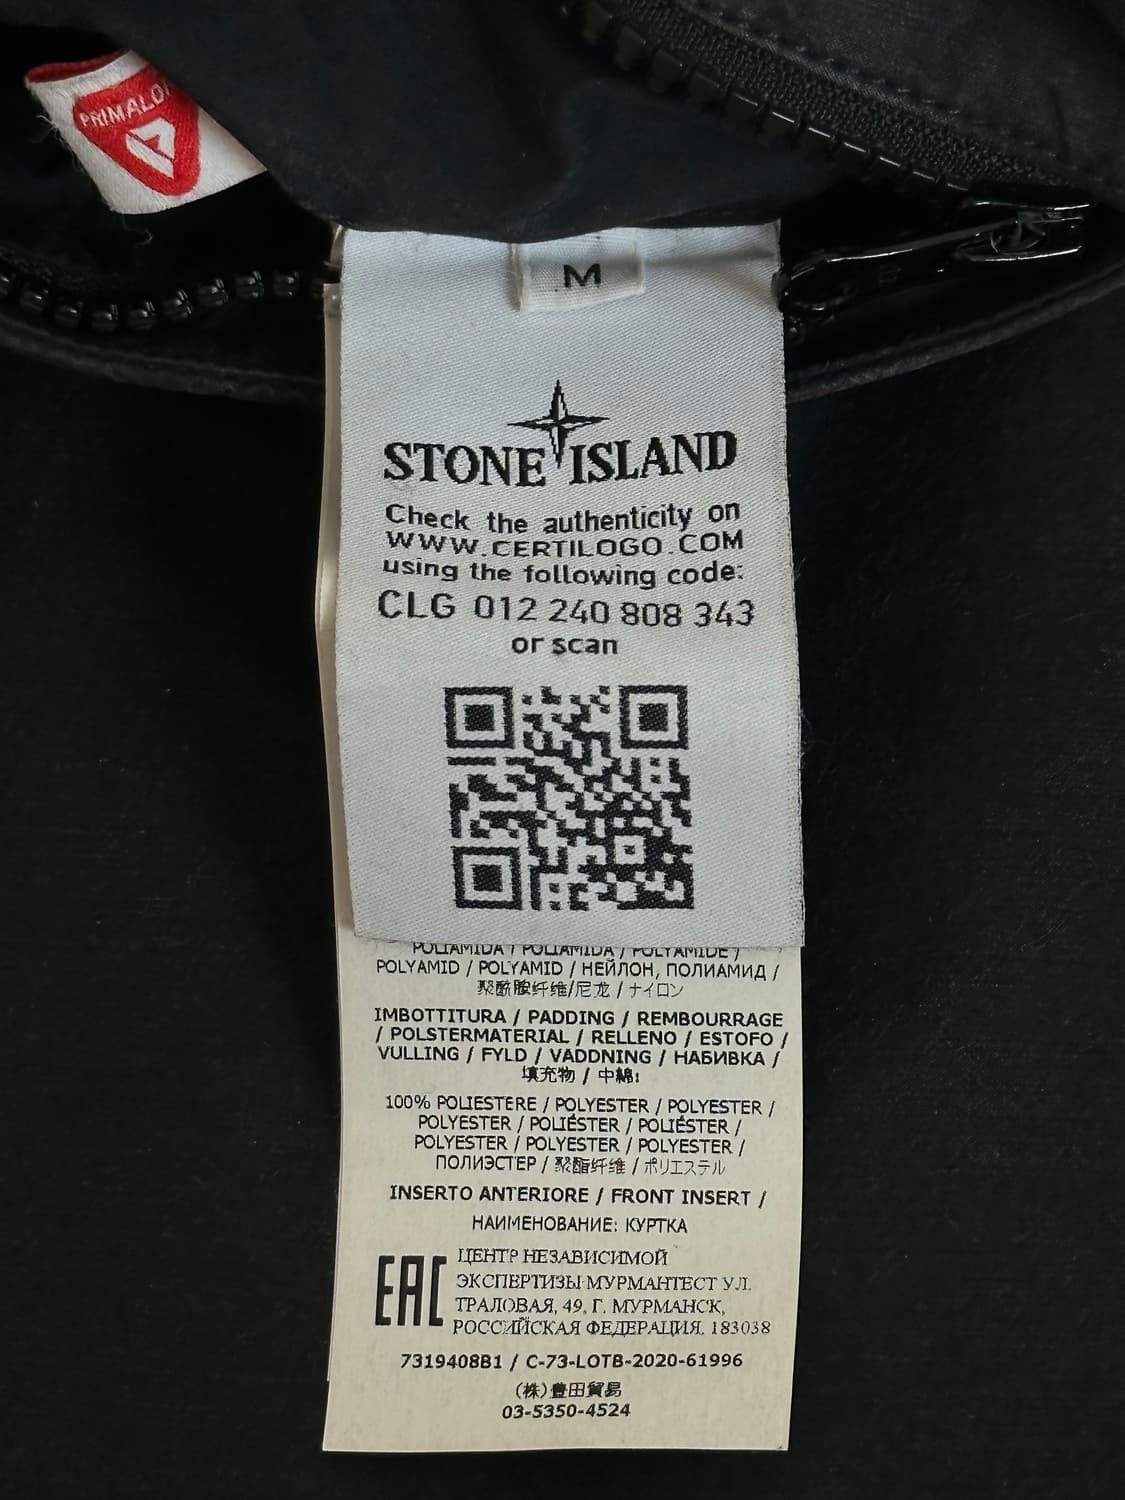 PRIMALO
M
STONE ISLAND
Check the authenticity on
WWW.CERTILOGO.COM
using the following code:
CLG 012 240 808 343
or scan
POLIAMIDA / POLIAMIDA / POLYAMIDE /
POLYAMID / POLYAMID / НЕЙЛОН, ПОЛИАМИД /
聚酰胺纤维/尼龙 / ナイロン
IMBOTTITURA / PADDING / REMBOURRAGE
/ POLSTERMATERIAL / RELLENO / ESTOFO /
VULLING / FYLD / VADDNING / НАБИВКА /
填充物 / 中綿:
100% POLIESTERE / POLYESTER / POLYESTER /
POLYESTER / POLIÉSTER / POLIÉSTER /
POLYESTER / POLYESTER / POLYESTER /
ПОЛИЭСТЕР / 聚酯纤维 / ポリエステル
INSERTO ANTERIORE / FRONT INSERT /
НАИМЕНОВАНИЕ: КУРТКА
EAC
ЦЕНТР НЕЗАВИСИМОЙ
ЭКСПЕРТИЗЫ МУРМАНТЕСТ УЛ.
ТРАЛОВАЯ, 49, Г. МУРМАНСК,
РОССИЙСКАЯ ФЕДЕРАЦИЯ, 183038
7319408B1 / C-73-LOTB-2020-61996
(株)豊田貿易
03-5350-4524